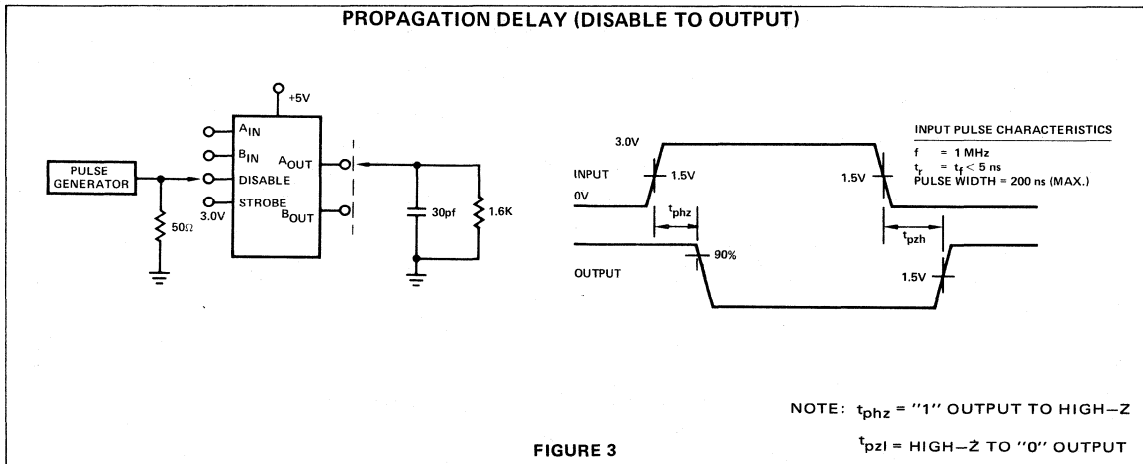 PROPAGATION DELAY (DISABLE TO OUTPUT)
+5V
AIN
BIN
DISABLE
STROBE
AOUT
BOUT
PULSE
GENERATOR
3.0V
50Ω
30pf
1.6K
3.0V
INPUT
0V
1.5V
1.5V
tphz
tpzh
OUTPUT
90%
1.5V
INPUT PULSE CHARACTERISTICS
f = 1 MHz
tr = tf < 5 ns
PULSE WIDTH = 200 ns (MAX.)
NOTE: tphz = "1" OUTPUT TO HIGH–Z
tpzl = HIGH–Z TO "0" OUTPUT
FIGURE 3